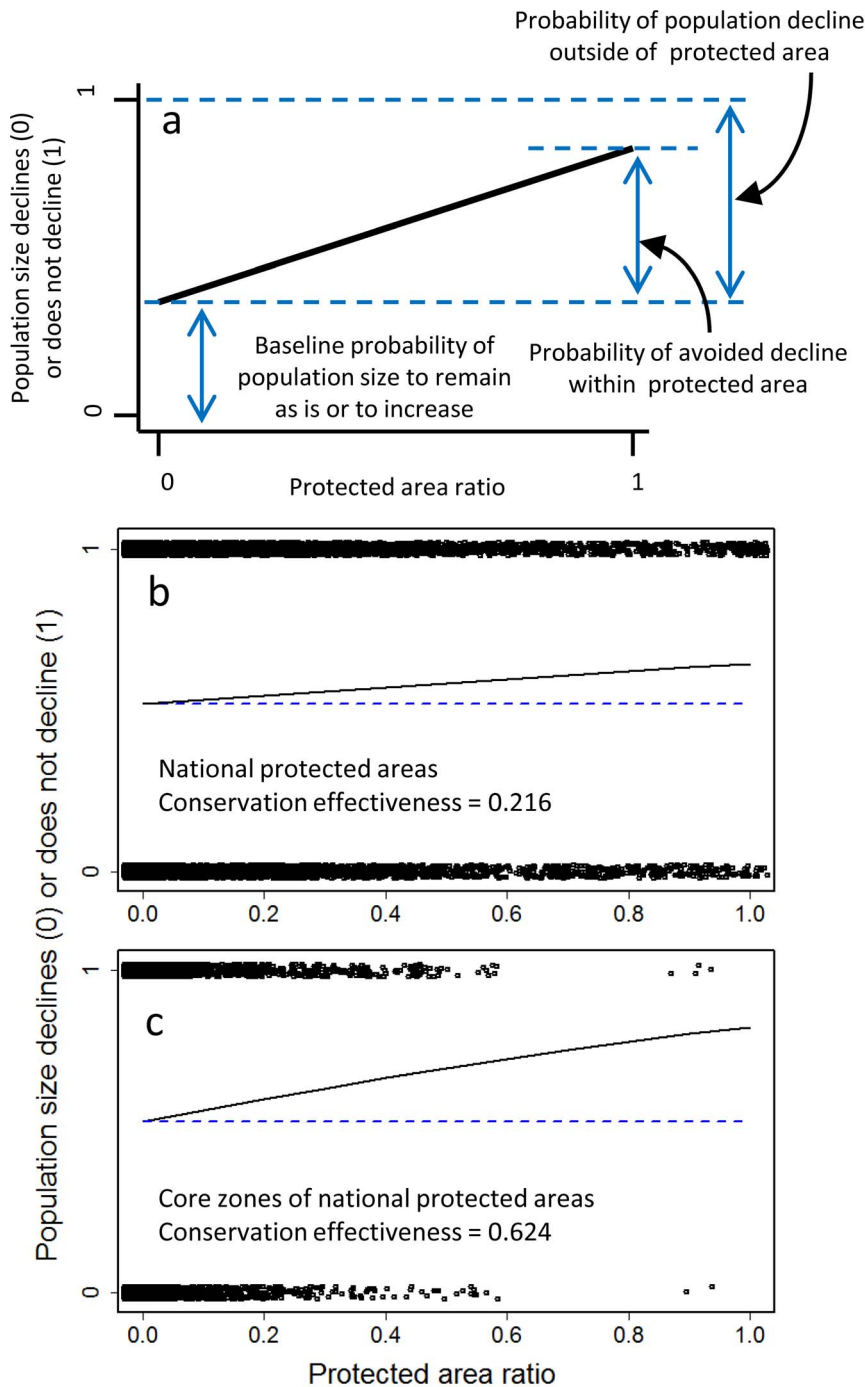 Probability of population decline
outside of protected area
Population size declines (0)
or does not decline (1)
1
a
0
Baseline probability of
population size to remain
as is or to increase
Probability of avoided decline
within protected area
0
Protected area ratio
1
Population size declines (0) or does not decline (1)
1
b
National protected areas
Conservation effectiveness = 0.216
0
0.0 0.2 0.4 0.6 0.8 1.0
1
c
Core zones of national protected areas
Conservation effectiveness = 0.624
0
0.0 0.2 0.4 0.6 0.8 1.0
Protected area ratio